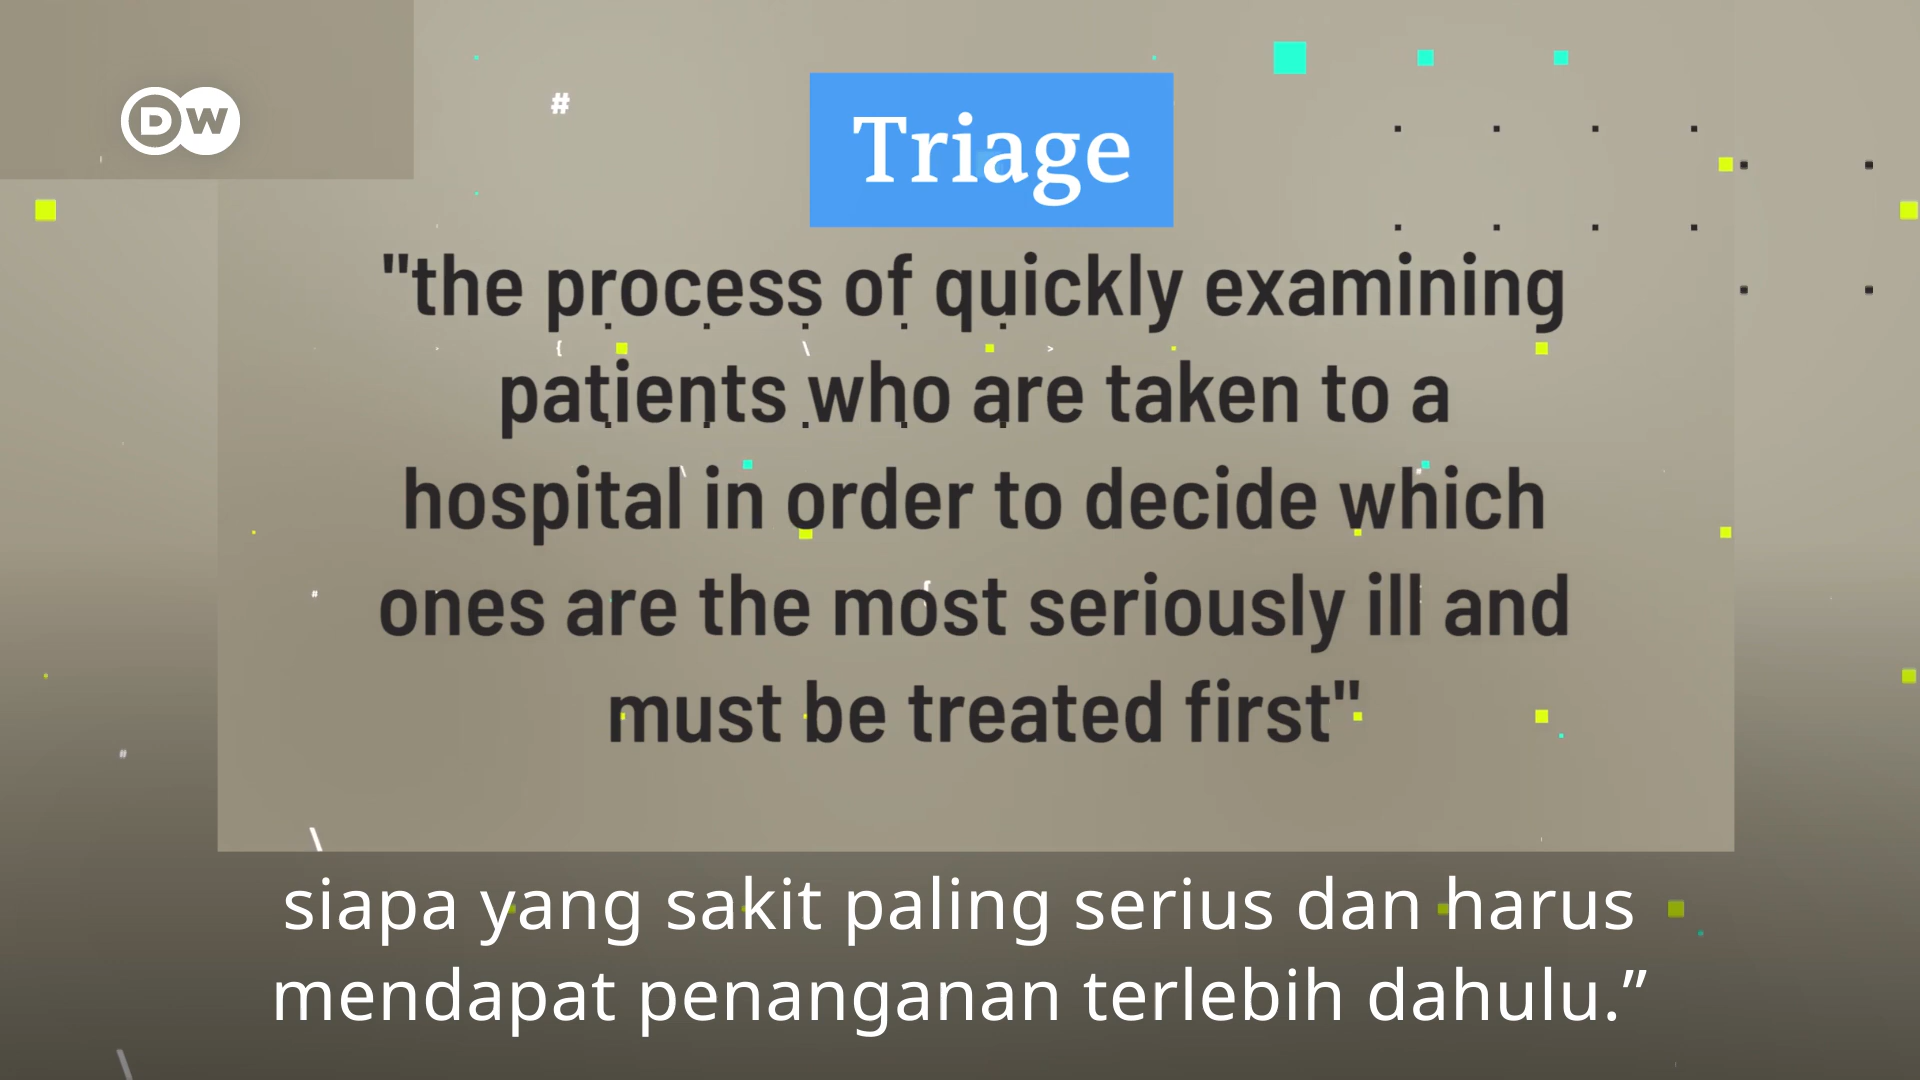 DW
Triage
"the process of quickly examining
patients who are taken to a
hospital in order to decide which
ones are the most seriously ill and
must be treated first"
siapa yang sakit paling serius dan harus
mendapat penanganan terlebih dahulu.”